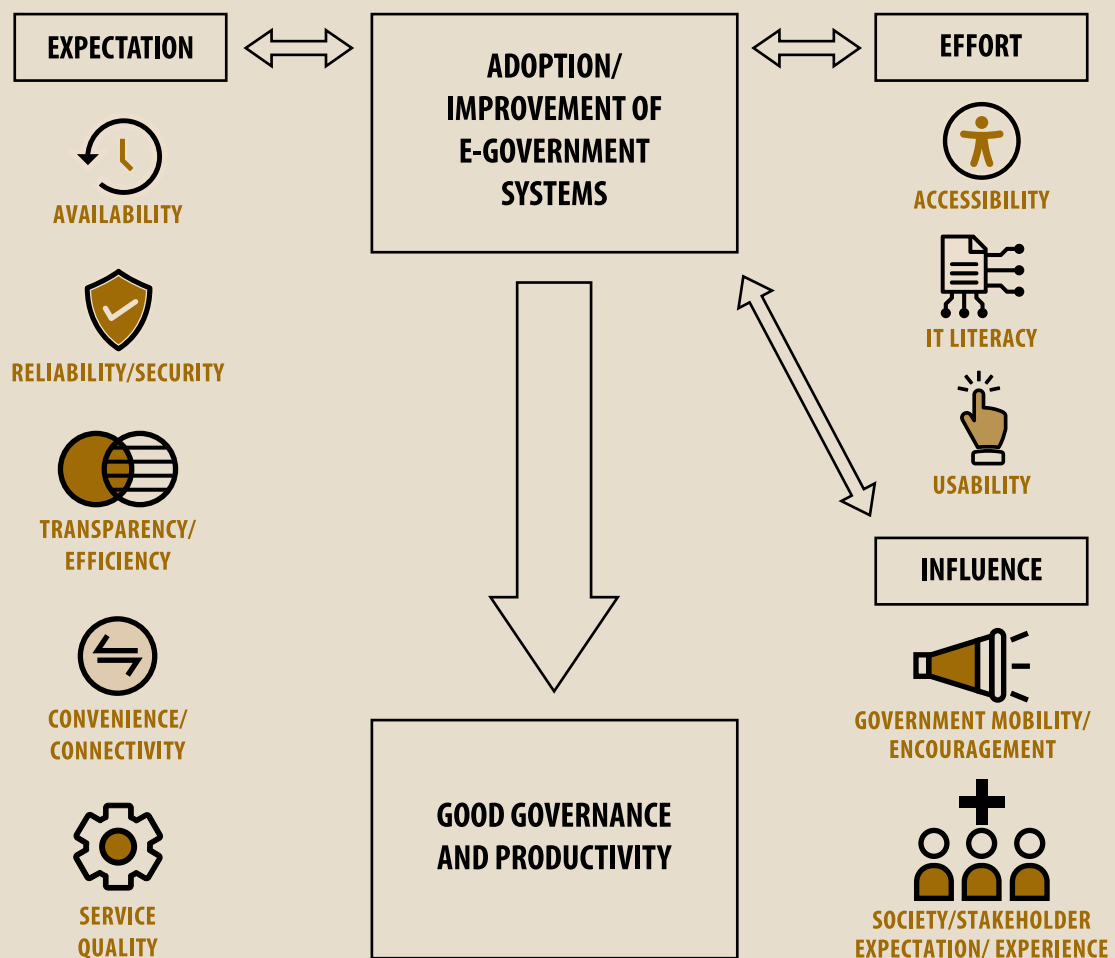 EXPECTATION
AVAILABILITY
RELIABILITY/SECURITY
TRANSPARENCY/
EFFICIENCY
CONVENIENCE/
CONNECTIVITY
SERVICE
QUALITY
ADOPTION/
IMPROVEMENT OF
E-GOVERNMENT
SYSTEMS
GOOD GOVERNANCE
AND PRODUCTIVITY
EFFORT
ACCESSIBILITY
IT LITERACY
USABILITY
INFLUENCE
GOVERNMENT MOBILITY/
ENCOURAGEMENT
SOCIETY/STAKEHOLDER
EXPECTATION/ EXPERIENCE